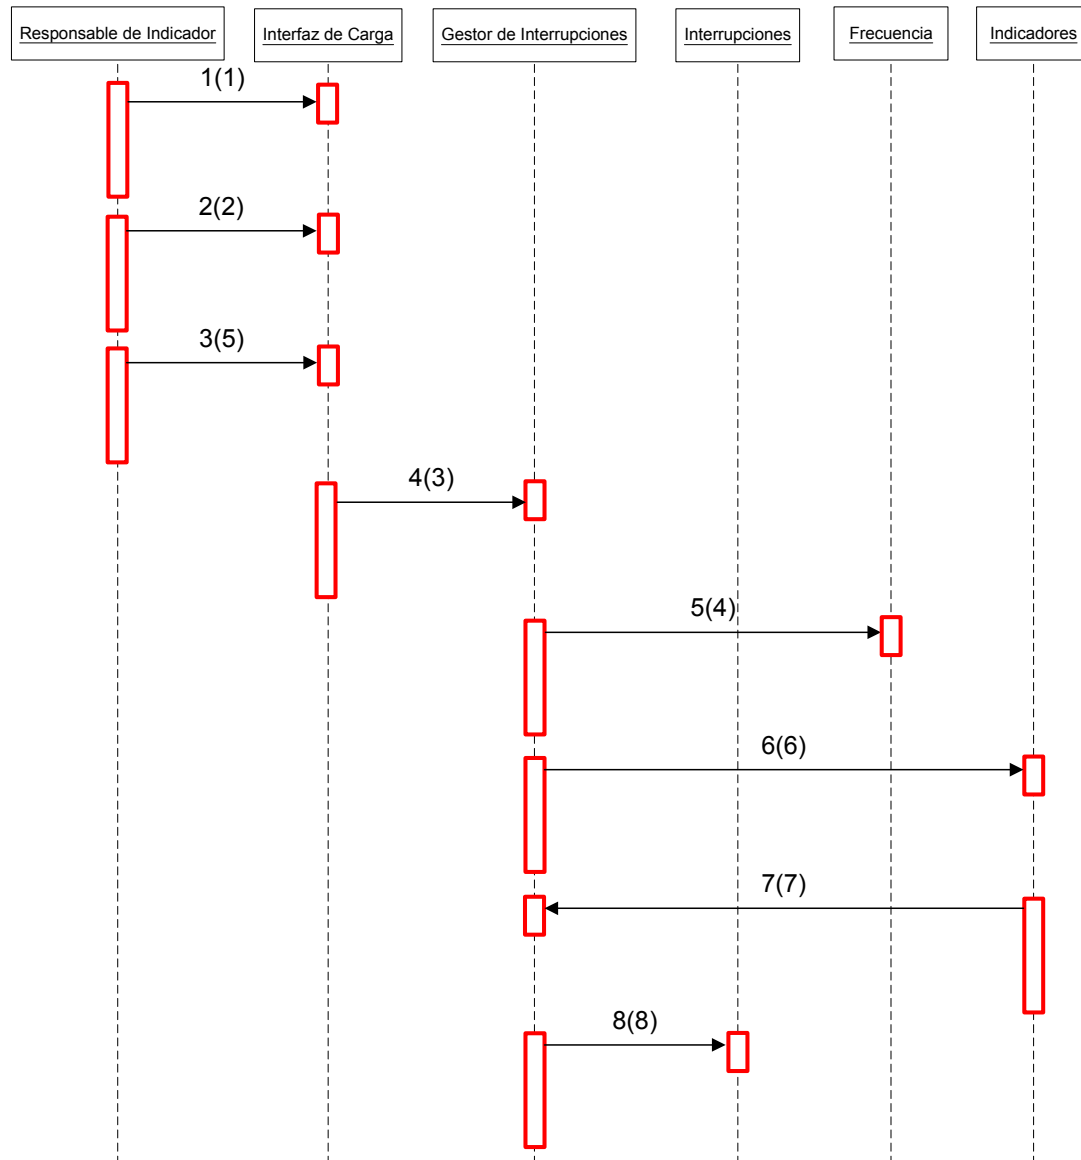 Responsable de Indicador
Interfaz de Carga
Gestor de Interrupciones
Interrupciones
Frecuencia
Indicadores
1(1)
2(2)
3(5)
4(3)
5(4)
6(6)
7(7)
8(8)